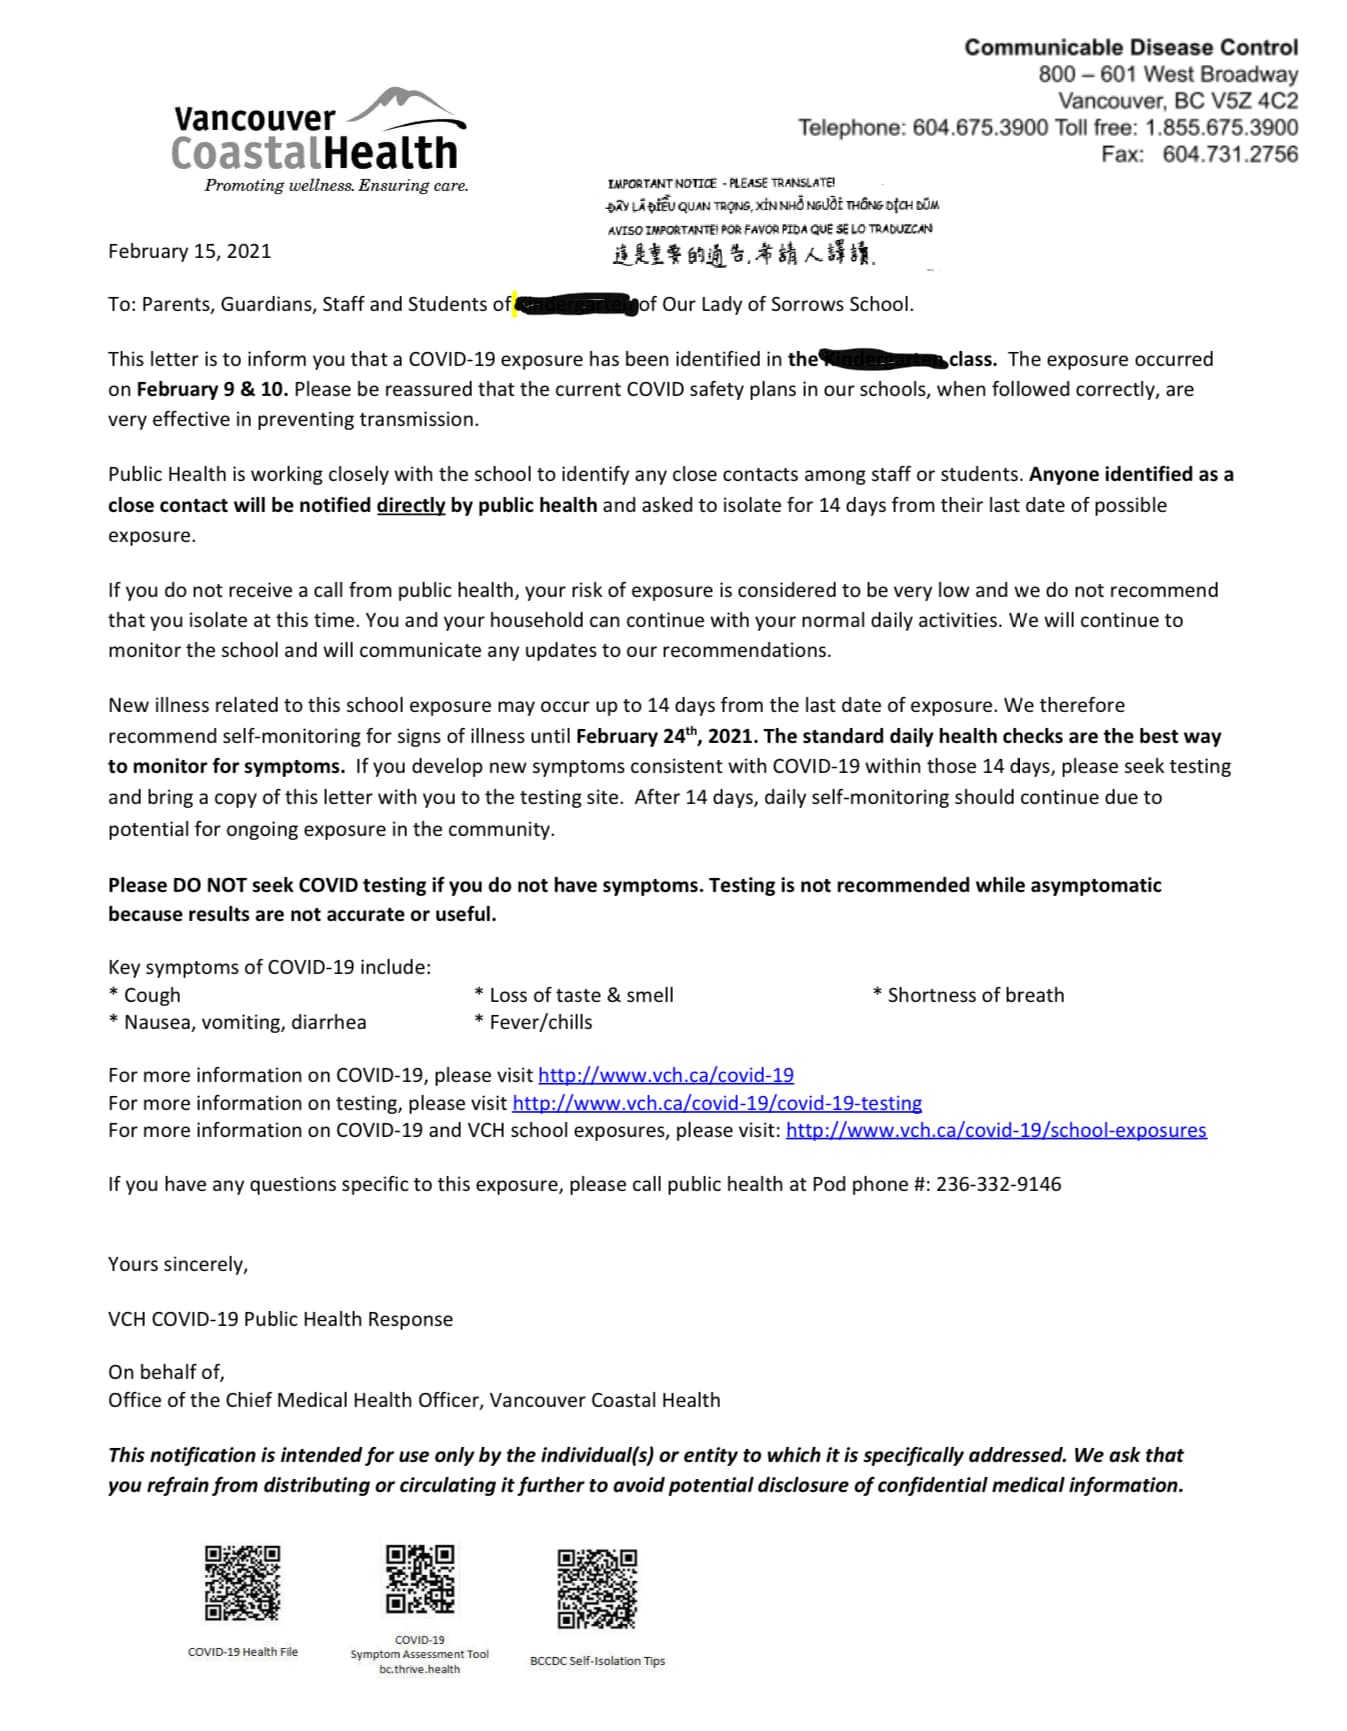 Communicable Disease Control
800 – 601 West Broadway
Vancouver, BC V5Z 4C2
Telephone: 604.675.3900 Toll free: 1.855.675.3900
Fax: 604.731.2756
Vancouver
CoastalHealth
Promoting wellness. Ensuring care.
IMPORTANT NOTICE - PLEASE TRANSLATE!
ĐÂY LÀ ĐIỀU QUAN TRỌNG, XIN NHỜ NGƯỜI THÔNG DỊCH DÙM
AVISO IMPORTANTE! POR FAVOR PIDA QUE SE LO TRADUZCAN
這是重要的通告,希請人譯讀.
February 15, 2021
To: Parents, Guardians, Staff and Students of of Our Lady of Sorrows School.
This letter is to inform you that a COVID-19 exposure has been identified in the class. The exposure occurred
on February 9 & 10. Please be reassured that the current COVID safety plans in our schools, when followed correctly, are
very effective in preventing transmission.
Public Health is working closely with the school to identify any close contacts among staff or students. Anyone identified as a
close contact will be notified directly by public health and asked to isolate for 14 days from their last date of possible
exposure.
If you do not receive a call from public health, your risk of exposure is considered to be very low and we do not recommend
that you isolate at this time. You and your household can continue with your normal daily activities. We will continue to
monitor the school and will communicate any updates to our recommendations.
New illness related to this school exposure may occur up to 14 days from the last date of exposure. We therefore
recommend self-monitoring for signs of illness until February 24th, 2021. The standard daily health checks are the best way
to monitor for symptoms. If you develop new symptoms consistent with COVID-19 within those 14 days, please seek testing
and bring a copy of this letter with you to the testing site. After 14 days, daily self-monitoring should continue due to
potential for ongoing exposure in the community.
Please DO NOT seek COVID testing if you do not have symptoms. Testing is not recommended while asymptomatic
because results are not accurate or useful.
Key symptoms of COVID-19 include:
* Cough * Loss of taste & smell * Shortness of breath
* Nausea, vomiting, diarrhea * Fever/chills
For more information on COVID-19, please visit http://www.vch.ca/covid-19
For more information on testing, please visit http://www.vch.ca/covid-19/covid-19-testing
For more information on COVID-19 and VCH school exposures, please visit: http://www.vch.ca/covid-19/school-exposures
If you have any questions specific to this exposure, please call public health at Pod phone #: 236-332-9146
Yours sincerely,
VCH COVID-19 Public Health Response
On behalf of,
Office of the Chief Medical Health Officer, Vancouver Coastal Health
This notification is intended for use only by the individual(s) or entity to which it is specifically addressed. We ask that
you refrain from distributing or circulating it further to avoid potential disclosure of confidential medical information.
COVID-19 Health File
COVID-19
Symptom Assessment Tool
bc.thrive.health
BCCDC Self-Isolation Tips